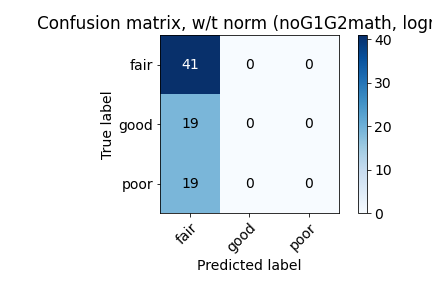 Confusion matrix, w/t norm (noG1G2math, logr
fair 41 0 0 40
good 19 0 0 30
poor 19 0 0 20
10
0
True label
fair good poor
Predicted label